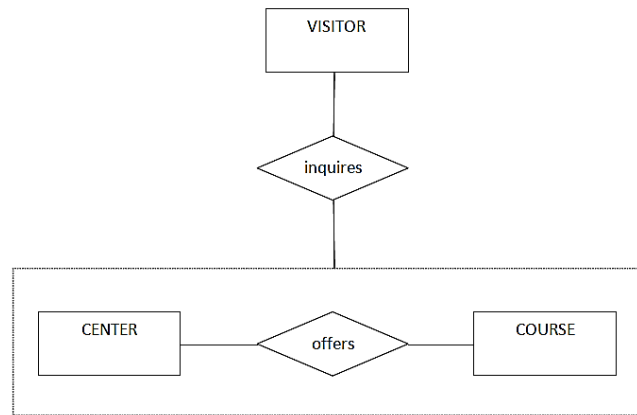 VISITOR
inquires
CENTER
offers
COURSE